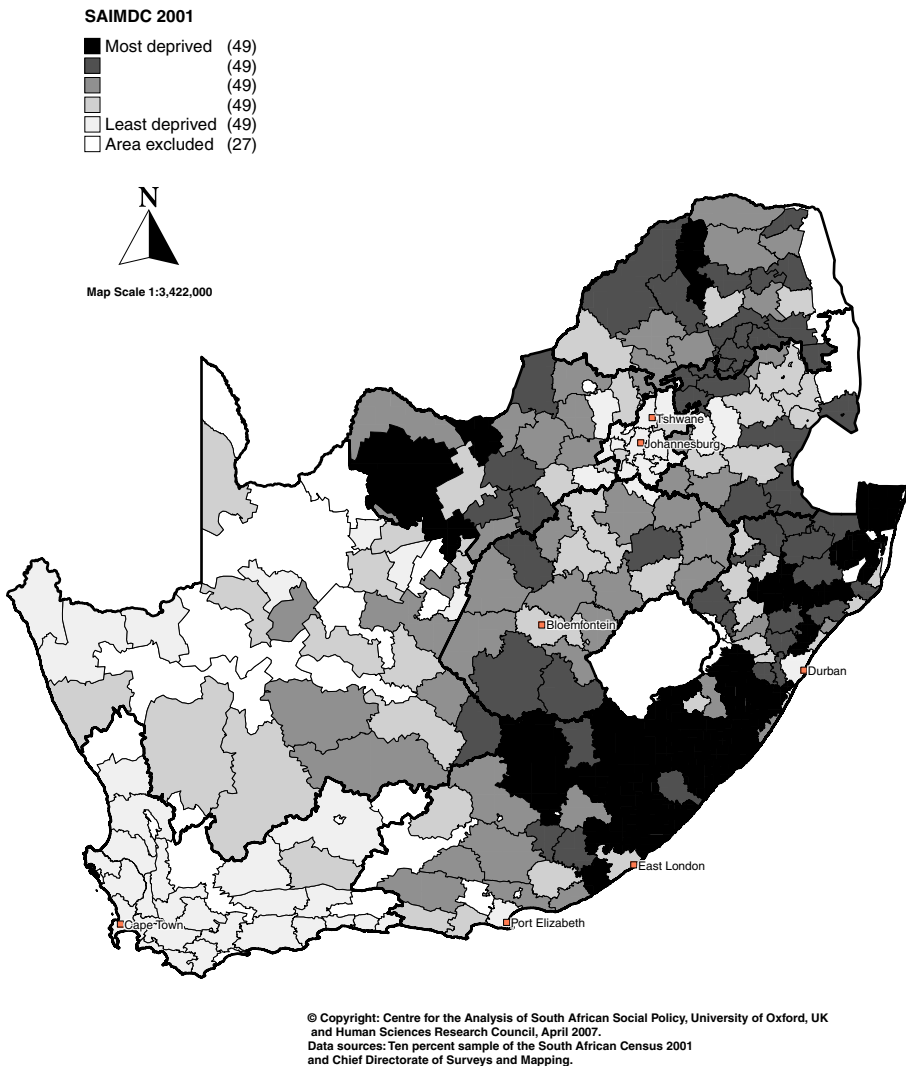 SAIMDC 2001
Most deprived (49)
(49)
(49)
(49)
Least deprived (49)
Area excluded (27)
N
Map Scale 1:3,422,000
Tshwane
Johannesburg
Bloemfontein
Durban
East London
Port Elizabeth
Cape Town
© Copyright: Centre for the Analysis of South African Social Policy, University of Oxford, UK
and Human Sciences Research Council, April 2007.
Data sources: Ten percent sample of the South African Census 2001
and Chief Directorate of Surveys and Mapping.